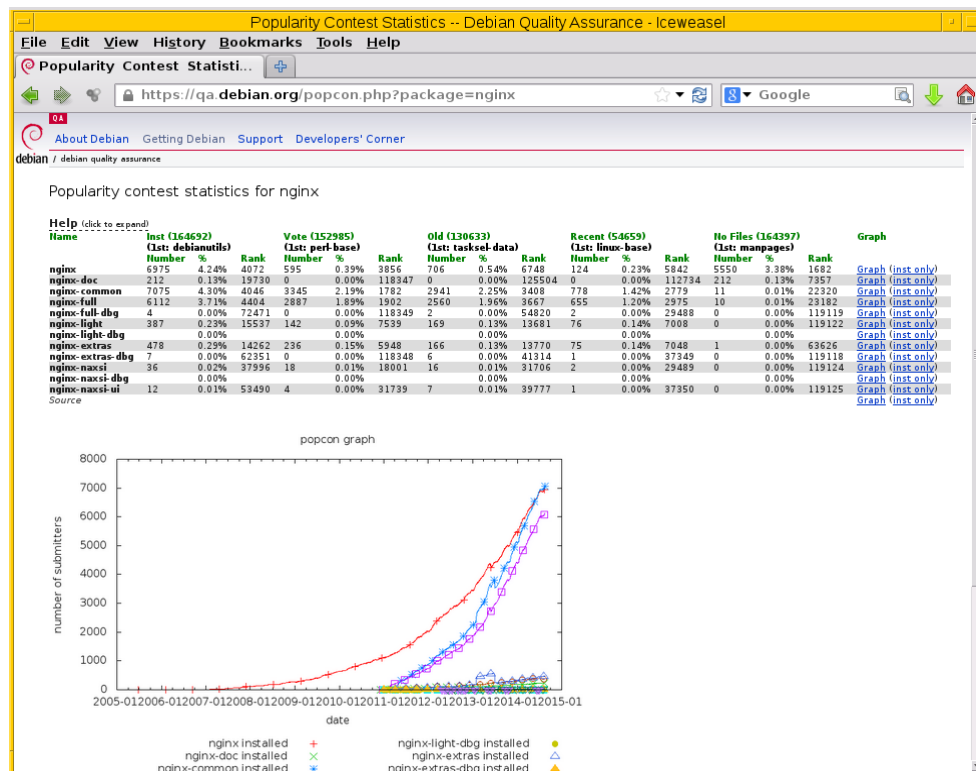 Popularity Contest Statistics -- Debian Quality Assurance - Iceweasel
File Edit View History Bookmarks Tools Help
Popularity Contest Statisti...
https://qa.debian.org/popcon.php?package=nginx
Google
QA
About Debian Getting Debian Support Developers' Corner
debian / debian quality assurance
Popularity contest statistics for nginx
Help (click to expand)
Name Inst (164692) Vote (152985) Old (130633) Recent (54659) No Files (164397) Graph
(1st: debianutils) (1st: perl-base) (1st: tasksel-data) (1st: linux-base) (1st: manpages)
Number % Rank Number % Rank Number % Rank Number % Rank Number % Rank
nginx 6975 4.24% 4072 595 0.39% 3856 706 0.54% 6748 124 0.23% 5842 5550 3.38% 1682 Graph (inst only)
nginx-doc 212 0.13% 19730 0 0.00% 118347 0 0.00% 125504 0 0.00% 112734 212 0.13% 7357 Graph (inst only)
nginx-common 7075 4.30% 4046 3345 2.19% 1782 2941 2.25% 3408 778 1.42% 2779 11 0.01% 22320 Graph (inst only)
nginx-full 6112 3.71% 4404 2887 1.89% 1902 2560 1.96% 3667 655 1.20% 2975 10 0.01% 23182 Graph (inst only)
nginx-full-dbg 4 0.00% 72471 0 0.00% 118349 2 0.00% 54820 2 0.00% 29488 0 0.00% 119119 Graph (inst only)
nginx-light 387 0.23% 15537 142 0.09% 7539 169 0.13% 13681 76 0.14% 7008 0 0.00% 119122 Graph (inst only)
nginx-light-dbg 0.00% 0.00% 0.00% 0.00% 0.00% Graph (inst only)
nginx-extras 478 0.29% 14262 236 0.15% 5948 166 0.13% 13770 75 0.14% 7048 1 0.00% 63626 Graph (inst only)
nginx-extras-dbg 7 0.00% 62351 0 0.00% 118348 6 0.00% 41314 1 0.00% 37349 0 0.00% 119118 Graph (inst only)
nginx-naxsi 36 0.02% 37996 18 0.01% 18001 16 0.01% 31706 2 0.00% 29489 0 0.00% 119124 Graph (inst only)
nginx-naxsi-dbg 0.00% 0.00% 0.00% 0.00% 0.00% Graph (inst only)
nginx-naxsi-ui 12 0.01% 53490 4 0.00% 31739 7 0.01% 39777 1 0.00% 37350 0 0.00% 119125 Graph (inst only)
Source Graph (inst only)
popcon graph
8000
7000
6000
5000
4000
3000
2000
1000
0
number of submitters
2005-012006-012007-012008-012009-012010-012011-012012-012013-012014-012015-01
date
nginx installed nginx-light-dbg installed
nginx-doc installed nginx-extras installed
nginx-common installed nginx-extras-dbg installed